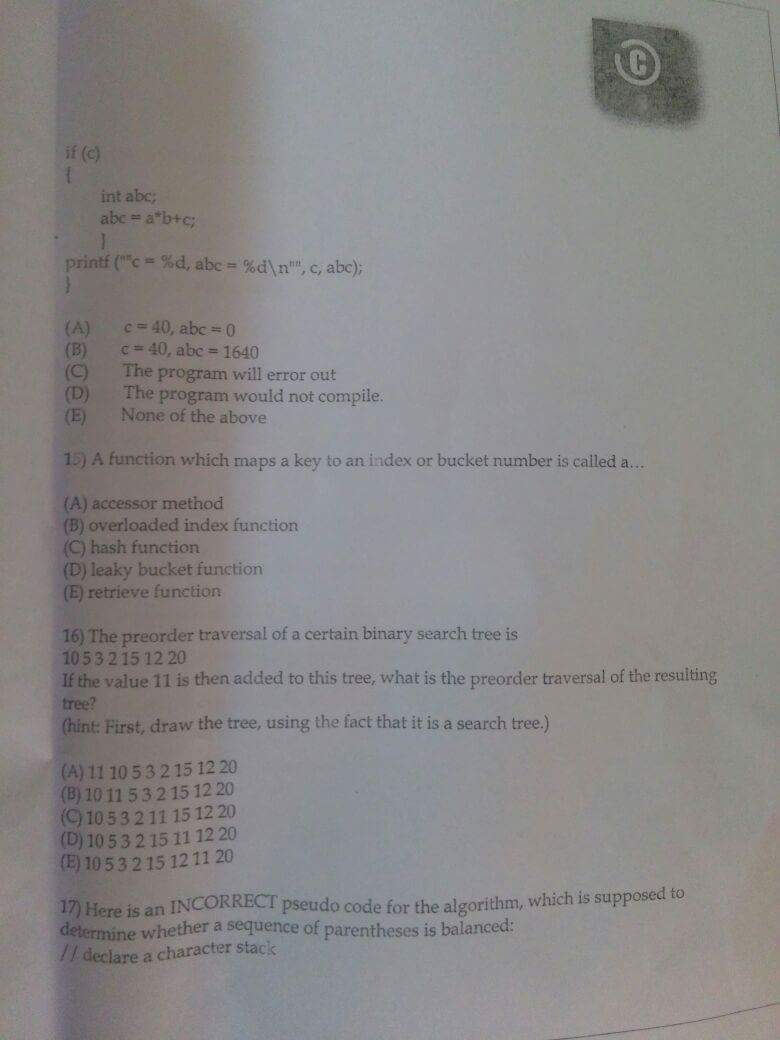 C
if (c)
{
int abc;
abc = a*b+c;
}
printf (""c = %d, abc = %d\n"", c, abc);
}
(A) c = 40, abc = 0
(B) c = 40, abc = 1640
(C) The program will error out
(D) The program would not compile.
(E) None of the above
15) A function which maps a key to an index or bucket number is called a…
(A) accessor method
(B) overloaded index function
(C) hash function
(D) leaky bucket function
(E) retrieve function
16) The preorder traversal of a certain binary search tree is
10 5 3 2 15 12 20
If the value 11 is then added to this tree, what is the preorder traversal of the resulting
tree?
(hint: First, draw the tree, using the fact that it is a search tree.)
(A) 11 10 5 3 2 15 12 20
(B) 10 11 5 3 2 15 12 20
(C) 10 5 3 2 11 15 12 20
(D) 10 5 3 2 15 11 12 20
(E) 10 5 3 2 15 12 11 20
17) Here is an INCORRECT pseudo code for the algorithm, which is supposed to
determine whether a sequence of parentheses is balanced:
// declare a character stack